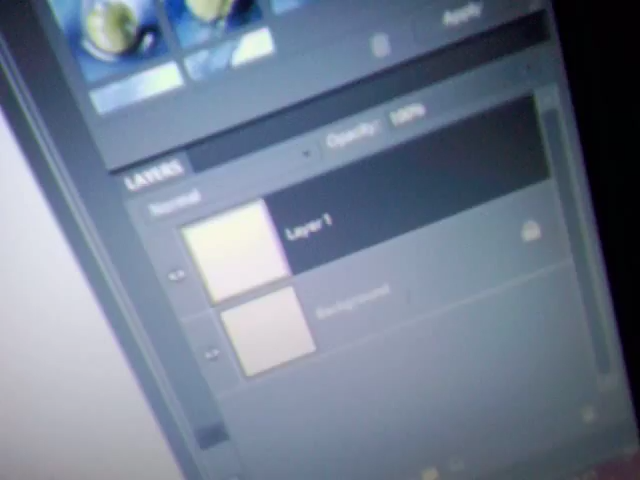 Apply
LAYERS
Normal
Opacity: 100%
Layer 1
Background